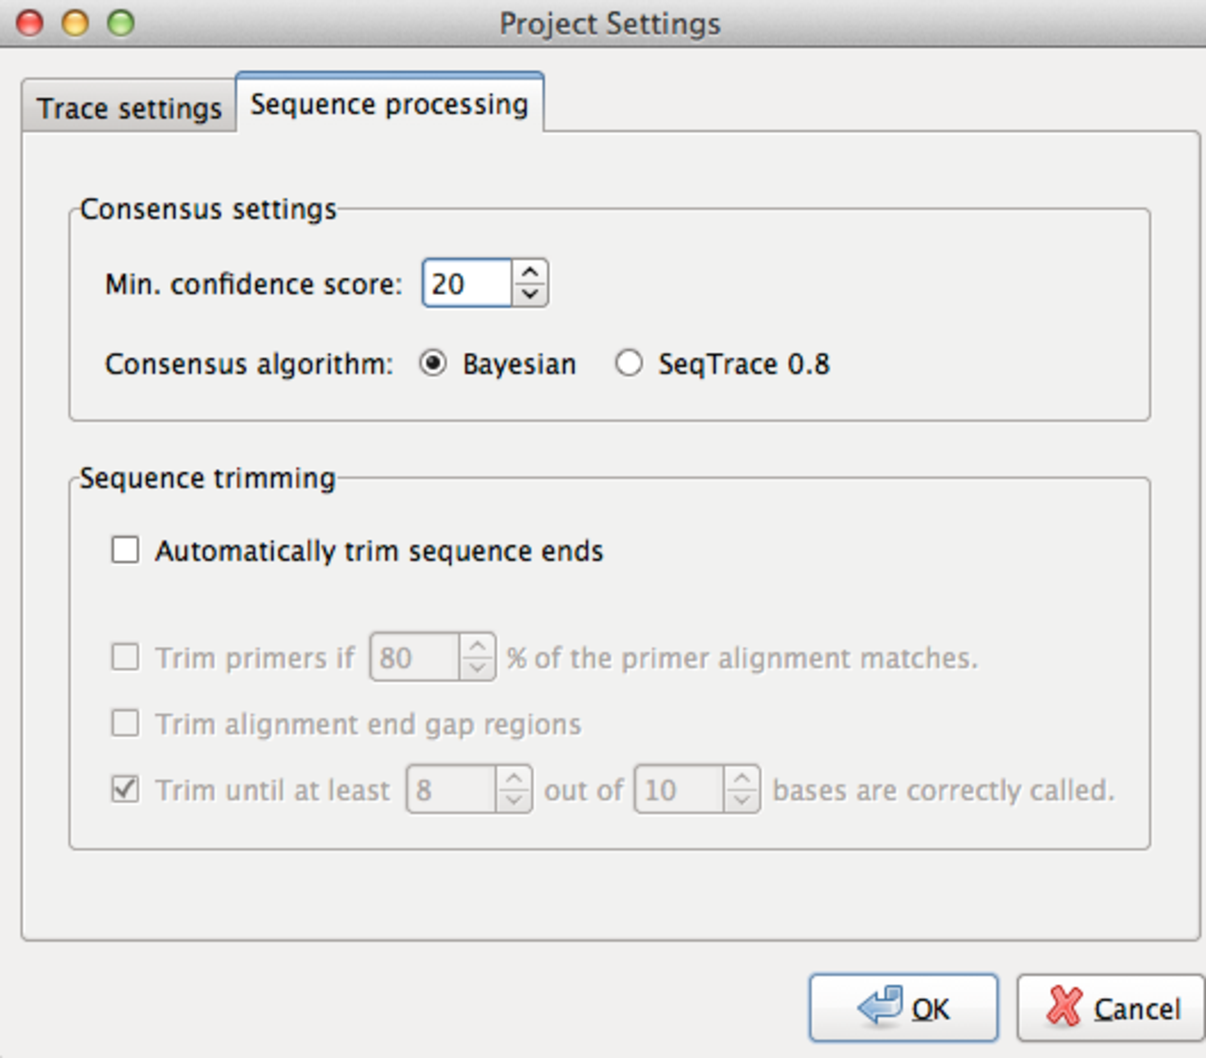 Project Settings
Trace settings Sequence processing
Consensus settings
Min. confidence score: 20
Consensus algorithm: Bayesian SeqTrace 0.8
Sequence trimming
Automatically trim sequence ends
Trim primers if 80 % of the primer alignment matches.
Trim alignment end gap regions
Trim until at least 8 out of 10 bases are correctly called.
OK Cancel